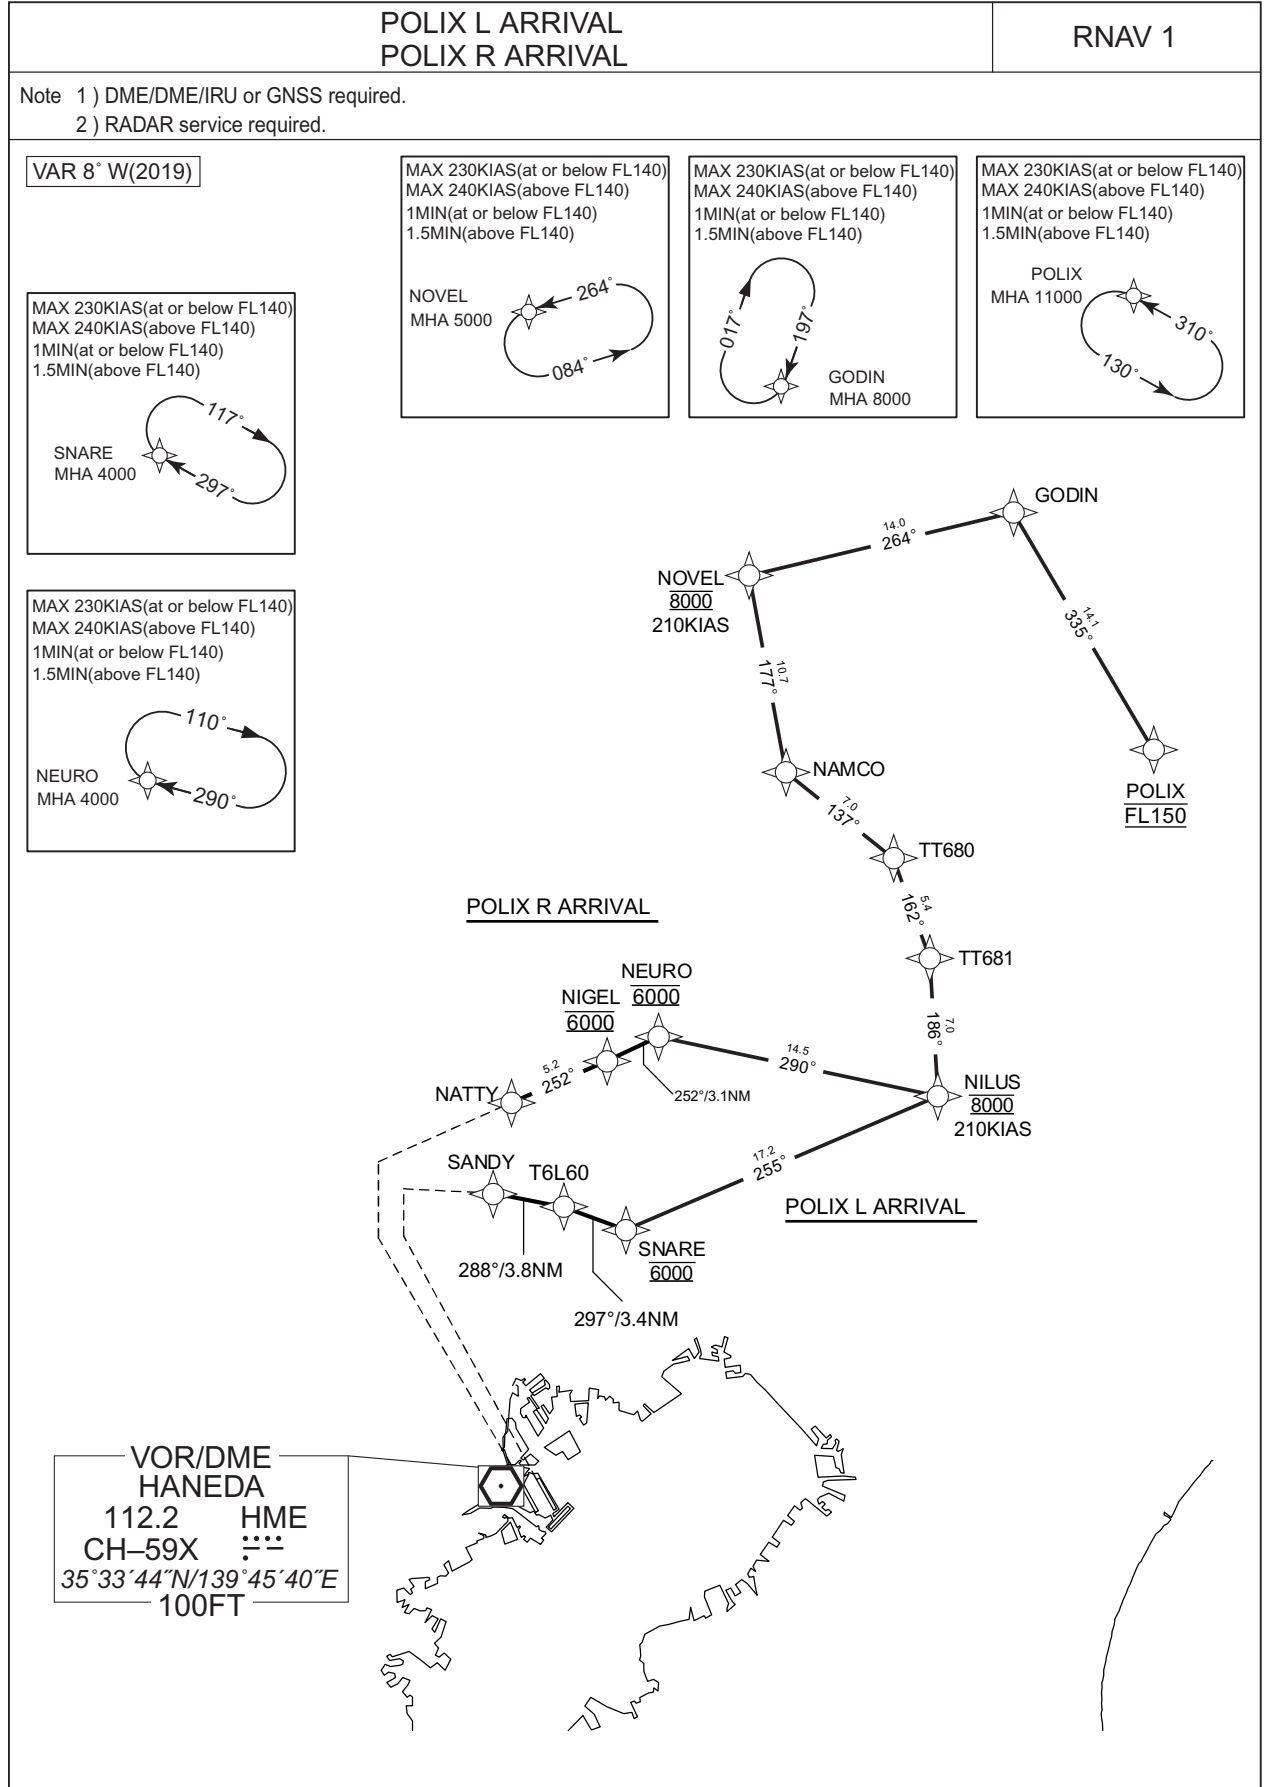 POLIX L ARRIVAL
POLIX R ARRIVAL
RNAV 1
Note 1 ) DME/DME/IRU or GNSS required.
2 ) RADAR service required.
VAR 8° W(2019)
MAX 230KIAS(at or below FL140)
MAX 240KIAS(above FL140)
1MIN(at or below FL140)
1.5MIN(above FL140)
NOVEL
MHA 5000
264°
084°
MAX 230KIAS(at or below FL140)
MAX 240KIAS(above FL140)
1MIN(at or below FL140)
1.5MIN(above FL140)
017°
197°
GODIN
MHA 8000
MAX 230KIAS(at or below FL140)
MAX 240KIAS(above FL140)
1MIN(at or below FL140)
1.5MIN(above FL140)
POLIX
MHA 11000
310°
130°
MAX 230KIAS(at or below FL140)
MAX 240KIAS(above FL140)
1MIN(at or below FL140)
1.5MIN(above FL140)
117°
SNARE
MHA 4000
297°
MAX 230KIAS(at or below FL140)
MAX 240KIAS(above FL140)
1MIN(at or below FL140)
1.5MIN(above FL140)
110°
NEURO
MHA 4000
290°
GODIN
14.0
264°
NOVEL
8000
210KIAS
14.1
335°
10.7
177°
POLIX
FL150
NAMCO
7.0
137°
TT680
5.4
162°
TT681
7.0
186°
POLIX R ARRIVAL
NEURO
6000
NIGEL
6000
14.5
290°
5.2
252°
252°/3.1NM
NATTY
NILUS
8000
210KIAS
17.2
255°
SANDY
T6L60
POLIX L ARRIVAL
SNARE
6000
288°/3.8NM
297°/3.4NM
VOR/DME
HANEDA
112.2 HME
CH–59X
35°33´44˝N/139°45´40˝E
100FT